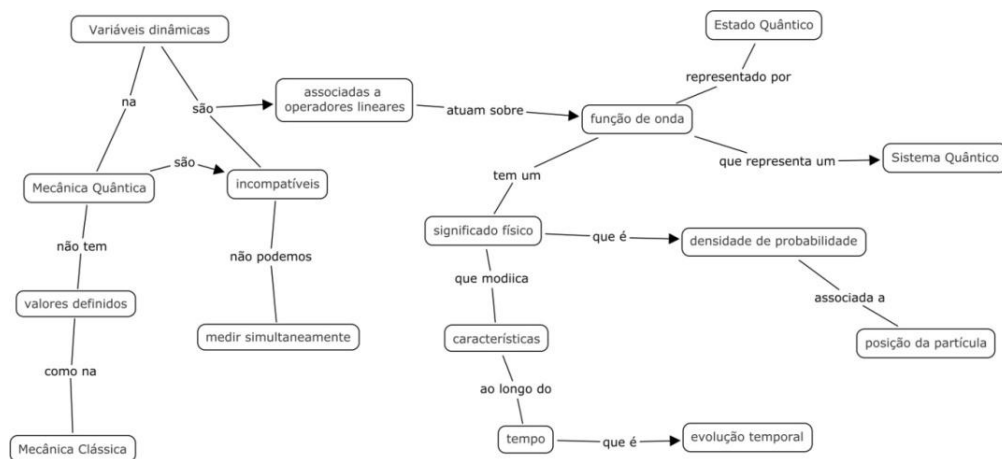 Variáveis dinâmicas
Estado Quântico
na
são
associadas a
operadores lineares
atuam sobre
representado por
função de onda
são
que representa um
Sistema Quântico
Mecânica Quântica
incompatíveis
tem um
não tem
não podemos
significado físico
que é
densidade de probabilidade
que modiica
valores definidos
medir simultaneamente
características
associada a
posição da partícula
como na
ao longo do
Mecânica Clássica
tempo
que é
evolução temporal